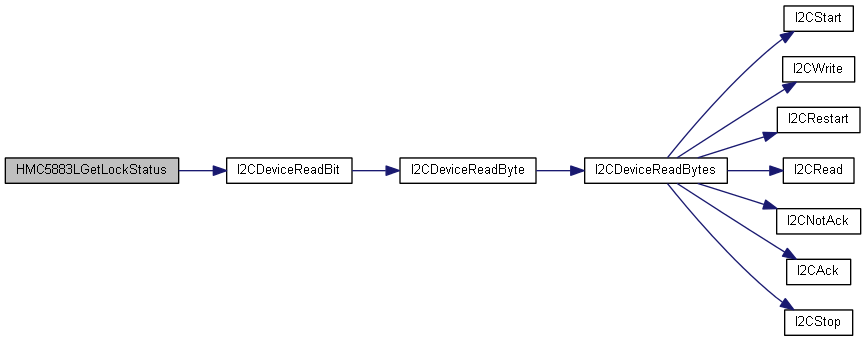 I2CStart
I2CWrite
I2CRestart
HMC5883LGetLockStatus
I2CDeviceReadBit
I2CDeviceReadByte
I2CDeviceReadBytes
I2CRead
I2CNotAck
I2CAck
I2CStop